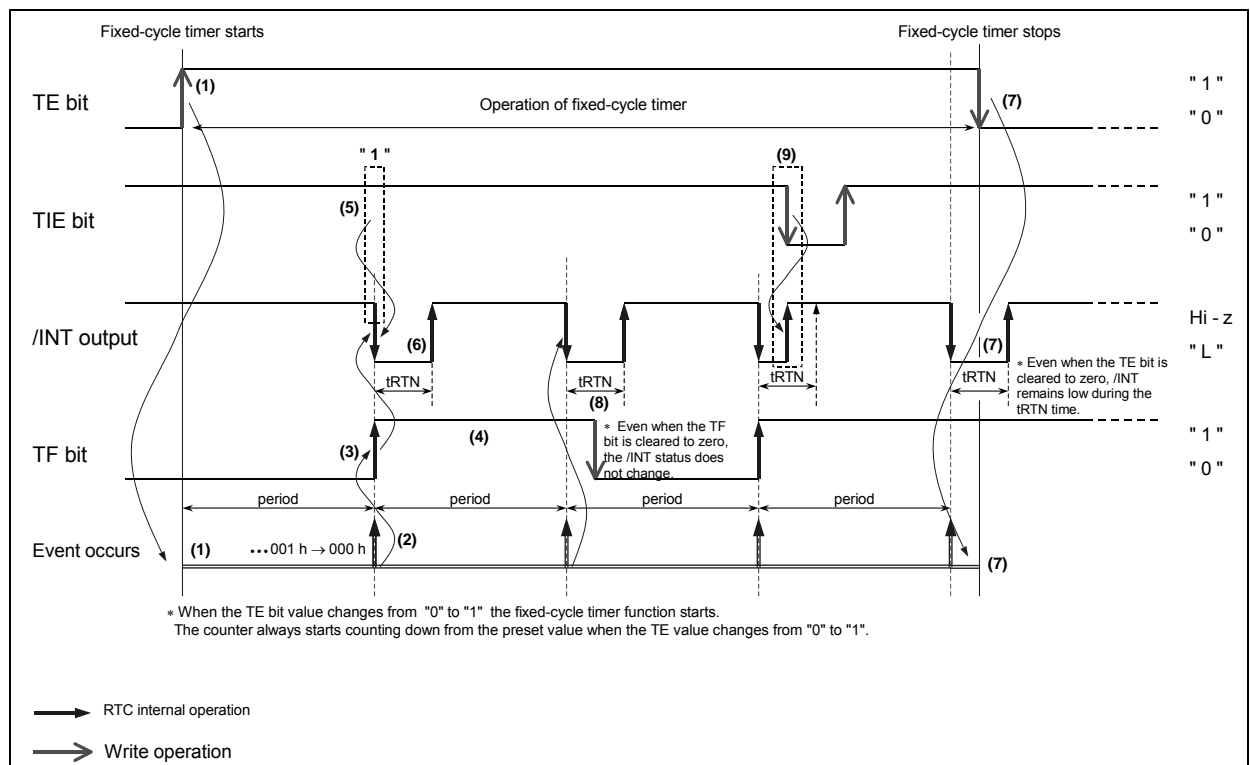 Fixed-cycle timer starts
Fixed-cycle timer stops
TE bit
(1)
Operation of fixed-cycle timer
(7)
" 1 "
" 0 "
" 1 "
(9)
TIE bit
(5)
" 1 "
" 0 "
/INT output
(6)
(7)
Hi - z
" L "
tRTN
tRTN
tRTN
tRTN
(8)
* Even when the TE bit is
cleared to zero, /INT
remains low during the
tRTN time.
TF bit
(3)
(4)
* Even when the TF
bit is cleared to zero,
the /INT status does
not change.
" 1 "
" 0 "
period
period
period
period
Event occurs
(1)
•••001 h → 000 h
(2)
(7)
* When the TE bit value changes from "0" to "1" the fixed-cycle timer function starts.
The counter always starts counting down from the preset value when the TE value changes from "0" to "1".
RTC internal operation
Write operation